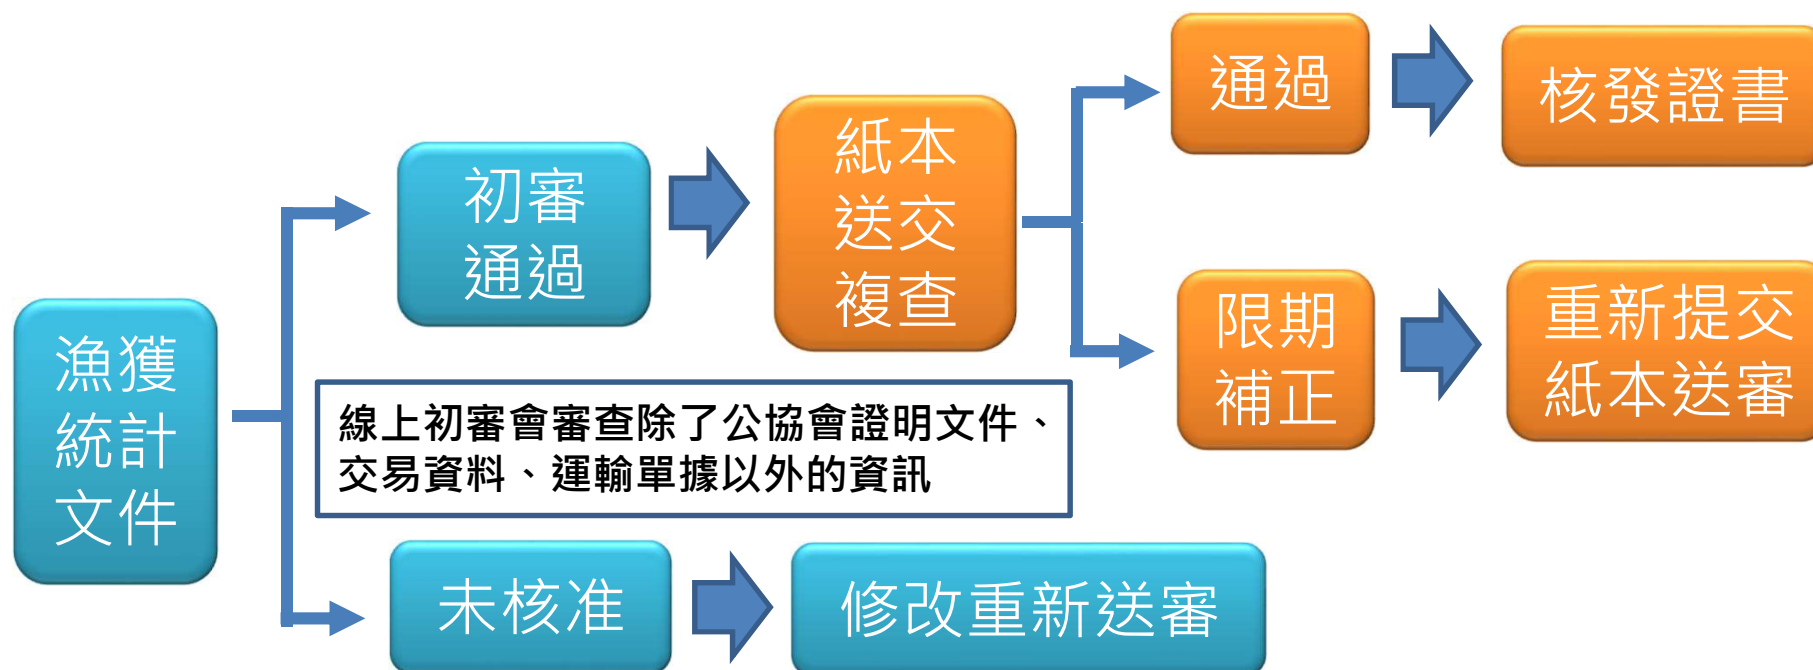 漁獲
統計
文件
初審
通過
紙本
送交
複查
通過
核發證書
限期
補正
重新提交
紙本送審
線上初審會審查除了公協會證明文件、
交易資料、運輸單據以外的資訊
未核准
修改重新送審